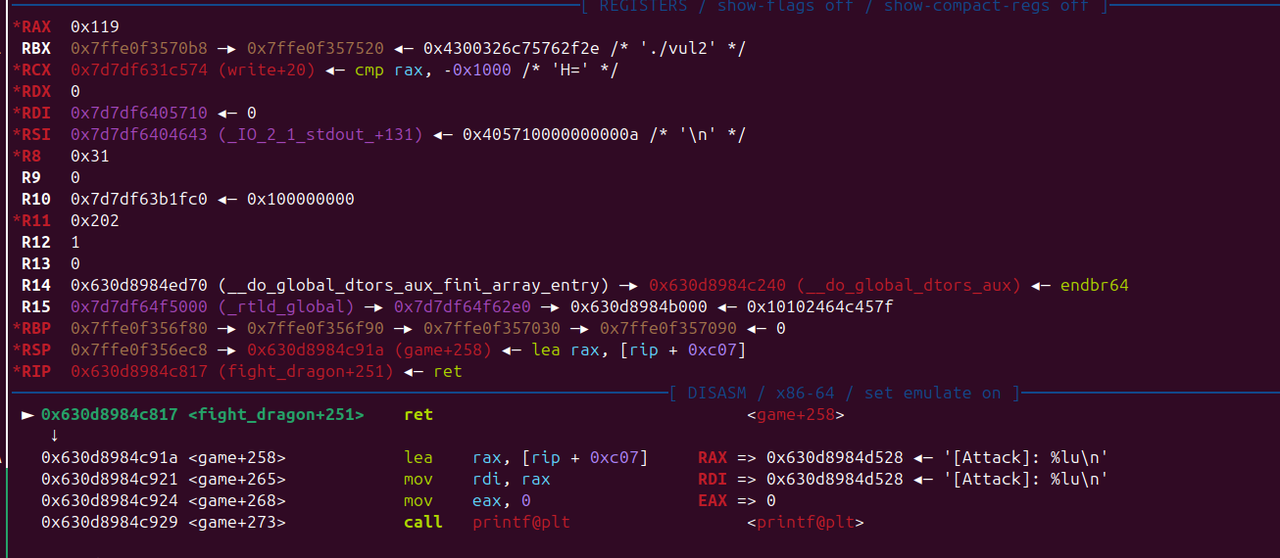 [ REGISTERS / show-flags off / show-compact-regs off ]
*RAX  0x119
 RBX  0x7ffe0f3570b8 —▸ 0x7ffe0f357520 ◂— 0x4300326c75762f2e /* './vul2' */
*RCX  0x7d7df631c574 (write+20) ◂— cmp rax, -0x1000 /* 'H=' */
*RDX  0
*RDI  0x7d7df6405710 ◂— 0
*RSI  0x7d7df6404643 (_IO_2_1_stdout_+131) ◂— 0x405710000000000a /* '\n' */
*R8   0x31
 R9   0
 R10  0x7d7df63b1fc0 ◂— 0x100000000
*R11  0x202
 R12  1
 R13  0
 R14  0x630d8984ed70 (__do_global_dtors_aux_fini_array_entry) —▸ 0x630d8984c240 (__do_global_dtors_aux) ◂— endbr64
 R15  0x7d7df64f5000 (_rtld_global) —▸ 0x7d7df64f62e0 —▸ 0x630d8984b000 ◂— 0x10102464c457f
*RBP  0x7ffe0f356f80 —▸ 0x7ffe0f356f90 —▸ 0x7ffe0f357030 —▸ 0x7ffe0f357090 ◂— 0
*RSP  0x7ffe0f356ec8 —▸ 0x630d8984c91a (game+258) ◂— lea rax, [rip + 0xc07]
*RIP  0x630d8984c817 (fight_dragon+251) ◂— ret
[ DISASM / x86-64 / set emulate on ]
► 0x630d8984c817 <fight_dragon+251>    ret    <game+258>
↓
0x630d8984c91a <game+258>    lea    rax, [rip + 0xc07]    RAX => 0x630d8984d528 ◂— '[Attack]: %lu\n'
0x630d8984c921 <game+265>    mov    rdi, rax    RDI => 0x630d8984d528 ◂— '[Attack]: %lu\n'
0x630d8984c924 <game+268>    mov    eax, 0    EAX => 0
0x630d8984c929 <game+273>    call    printf@plt    <printf@plt>